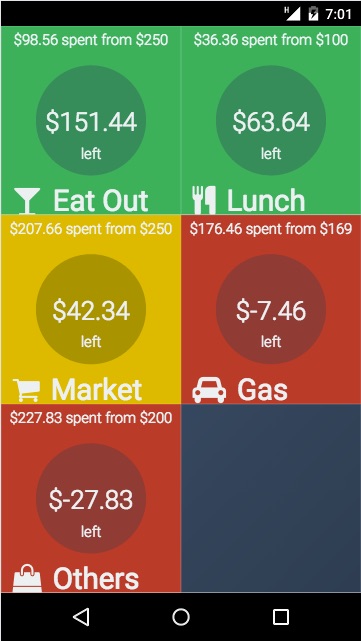 H 7:01
$98.56 spent from $250
$151.44
left
Eat Out
$36.36 spent from $100
$63.64
left
Lunch
$207.66 spent from $250
$42.34
left
Market
$176.46 spent from $169
$-7.46
left
Gas
$227.83 spent from $200
$-27.83
left
Others